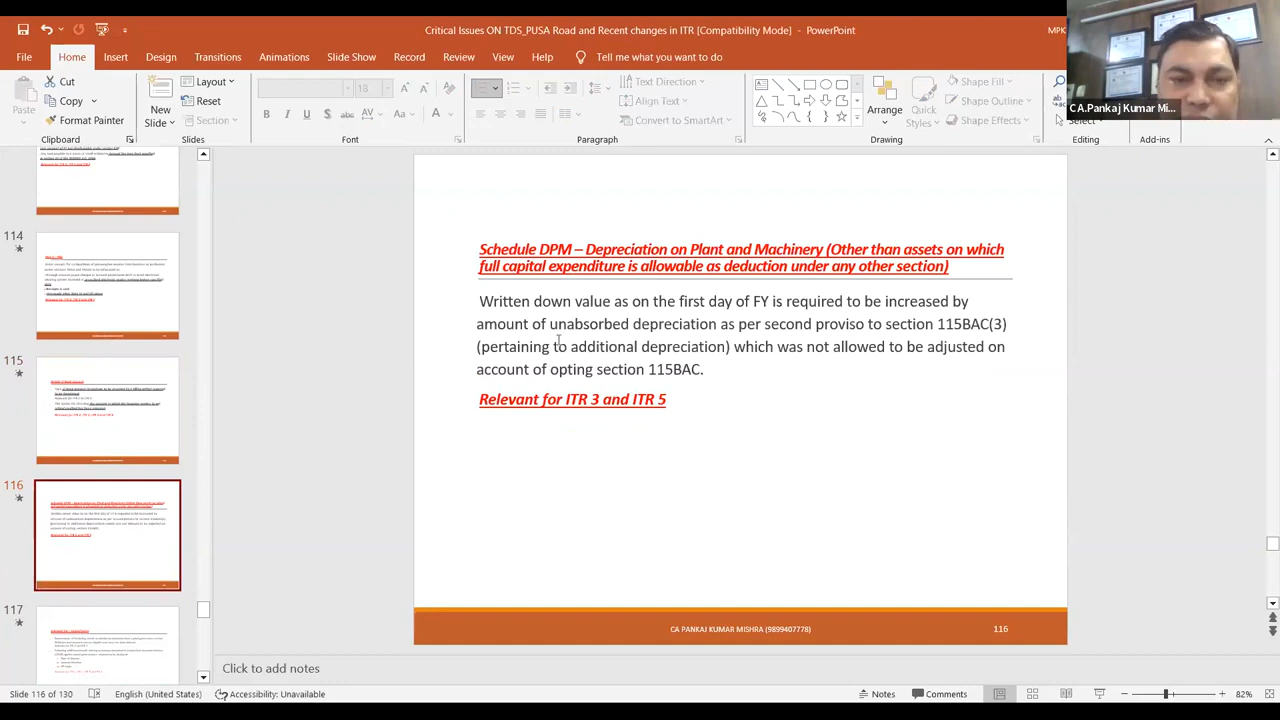 Critical Issues ON TDS_PUSA Road and Recent changes in ITR [Compatibility Mode] - PowerPoint
MPK
File Home Insert Design Transitions Animations Slide Show Record Review View Help Tell me what you want to do
CA.Pankaj Kumar Mi...
Paste
Cut
Copy
Format Painter
Clipboard
New
Slide
Layout
Reset
Section
Slides
18
Font
Text Direction
Align Text
Convert to SmartArt
Paragraph
Arrange
Quick
Styles
Shape Fill
Shape Outline
Shape Effects
Drawing
Select
Editing
Add-ins
114
115
116
117
Schedule DPM – Depreciation on Plant and Machinery (Other than assets on which
full capital expenditure is allowable as deduction under any other section)
Written down value as on the first day of FY is required to be increased by
amount of unabsorbed depreciation as per second proviso to section 115BAC(3)
(pertaining to additional depreciation) which was not allowed to be adjusted on
account of opting section 115BAC.
Relevant for ITR 3 and ITR 5
CA PANKAJ KUMAR MISHRA (9899407778)
116
Click to add notes
Slide 116 of 130
English (United States)
Accessibility: Unavailable
Notes
Comments
82%